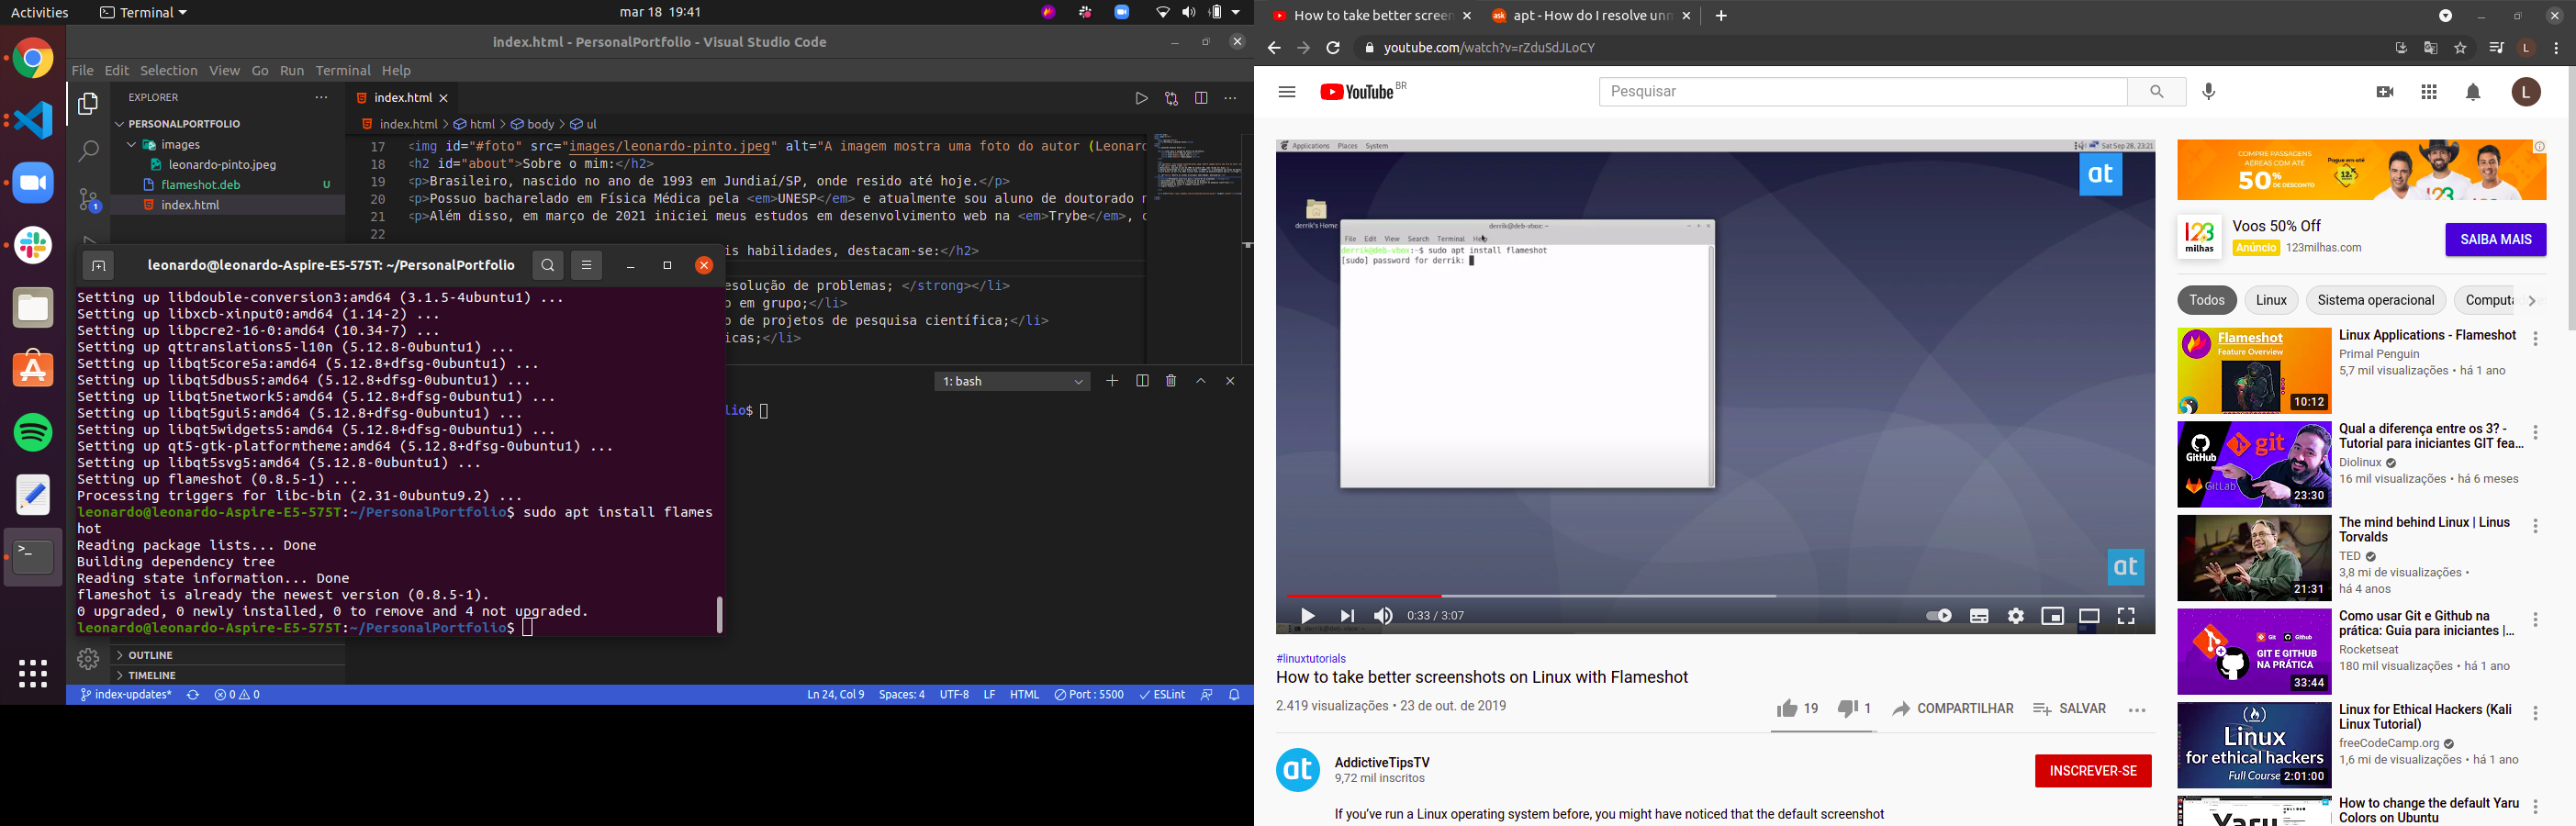 Activities
Terminal
mar 18 19:41
index.html - PersonalPortfolio - Visual Studio Code
File Edit Selection View Go Run Terminal Help
EXPLORER
index.html
PERSONALPORTFOLIO
images
leonardo-pinto.jpeg
flameshot.deb U
index.html
index.html > html > body > ul
17 <img id="#foto" src="images/leonardo-pinto.jpeg" alt="A imagem mostra uma foto do autor (Leonard
18 <h2 id="about">Sobre o mim:</h2>
19 <p>Brasileiro, nascido no ano de 1993 em Jundiaí/SP, onde resido até hoje.</p>
20 <p>Possuo bacharelado em Física Médica pela <em>UNESP</em> e atualmente sou aluno de doutorado n
21 <p>Além disso, em março de 2021 iniciei meus estudos em desenvolvimento web na <em>Trybe</em>, c
22
is habilidades, destacam-se:</h2>
esolução de problemas; </strong></li>
o em grupo;</li>
o de projetos de pesquisa científica;</li>
icas;</li>
1: bash
lio$
leonardo@leonardo-Aspire-E5-575T: ~/PersonalPortfolio
Setting up libdouble-conversion3:amd64 (3.1.5-4ubuntu1) ...
Setting up libxcb-xinput0:amd64 (1.14-2) ...
Setting up libpcre2-16-0:amd64 (10.34-7) ...
Setting up qttranslations5-l10n (5.12.8-0ubuntu1) ...
Setting up libqt5core5a:amd64 (5.12.8+dfsg-0ubuntu1) ...
Setting up libqt5dbus5:amd64 (5.12.8+dfsg-0ubuntu1) ...
Setting up libqt5network5:amd64 (5.12.8+dfsg-0ubuntu1) ...
Setting up libqt5gui5:amd64 (5.12.8+dfsg-0ubuntu1) ...
Setting up libqt5widgets5:amd64 (5.12.8+dfsg-0ubuntu1) ...
Setting up qt5-gtk-platformtheme:amd64 (5.12.8+dfsg-0ubuntu1) ...
Setting up libqt5svg5:amd64 (5.12.8-0ubuntu1) ...
Setting up flameshot (0.8.5-1) ...
Processing triggers for libc-bin (2.31-0ubuntu9.2) ...
leonardo@leonardo-Aspire-E5-575T:~/PersonalPortfolio$ sudo apt install flames
hot
Reading package lists... Done
Building dependency tree
Reading state information... Done
flameshot is already the newest version (0.8.5-1).
0 upgraded, 0 newly installed, 0 to remove and 4 not upgraded.
leonardo@leonardo-Aspire-E5-575T:~/PersonalPortfolio$
OUTLINE
TIMELINE
index-updates* 0 0
Ln 24, Col 9 Spaces: 4 UTF-8 LF HTML Port : 5500 ESLint
How to take better screen
apt - How do I resolve unm
youtube.com/watch?v=rZduSdJLoCY
L
YouTube BR
Pesquisar
L
Applications Places System
Sat Sep 28, 23:21
at
derrik's Home
derrik@deb-vbox: ~
File Edit View Search Terminal Help
derrik@deb-vbox:~$ sudo apt install flameshot
[sudo] password for derrik:
at
0:33 / 3:07
#linuxtutorials
How to take better screenshots on Linux with Flameshot
2.419 visualizações • 23 de out. de 2019
19
1
COMPARTILHAR
SALVAR
at
AddictiveTipsTV
9,72 mil inscritos
INSCREVER-SE
If you've run a Linux operating system before, you might have noticed that the default screenshot
COMPRE PASSAGENS
AÉREAS COM ATÉ
50% DE DESCONTO
Pague em até
12x
123
123
milhas
Voos 50% Off
Anúncio 123milhas.com
SAIBA MAIS
Todos
Linux
Sistema operacional
Computa
Flameshot
Feature Overview
10:12
Linux Applications - Flameshot
Primal Penguin
5,7 mil visualizações • há 1 ano
GitHub
git
GitLab
23:30
Qual a diferença entre os 3? -
Tutorial para iniciantes GIT fea...
Diolinux
16 mil visualizações • há 6 meses
21:31
The mind behind Linux | Linus
Torvalds
TED
3,8 mi de visualizações •
há 4 anos
Git Github
GIT E GITHUB
NA PRÁTICA
33:44
Como usar Git e Github na
prática: Guia para iniciantes |...
Rocketseat
180 mil visualizações • há 1 ano
Linux
for ethical hackers
Full Course
2:01:00
Linux for Ethical Hackers (Kali
Linux Tutorial)
freeCodeCamp.org
1,6 mi de visualizações • há 1 ano
Yaru
How to change the default Yaru
Colors on Ubuntu